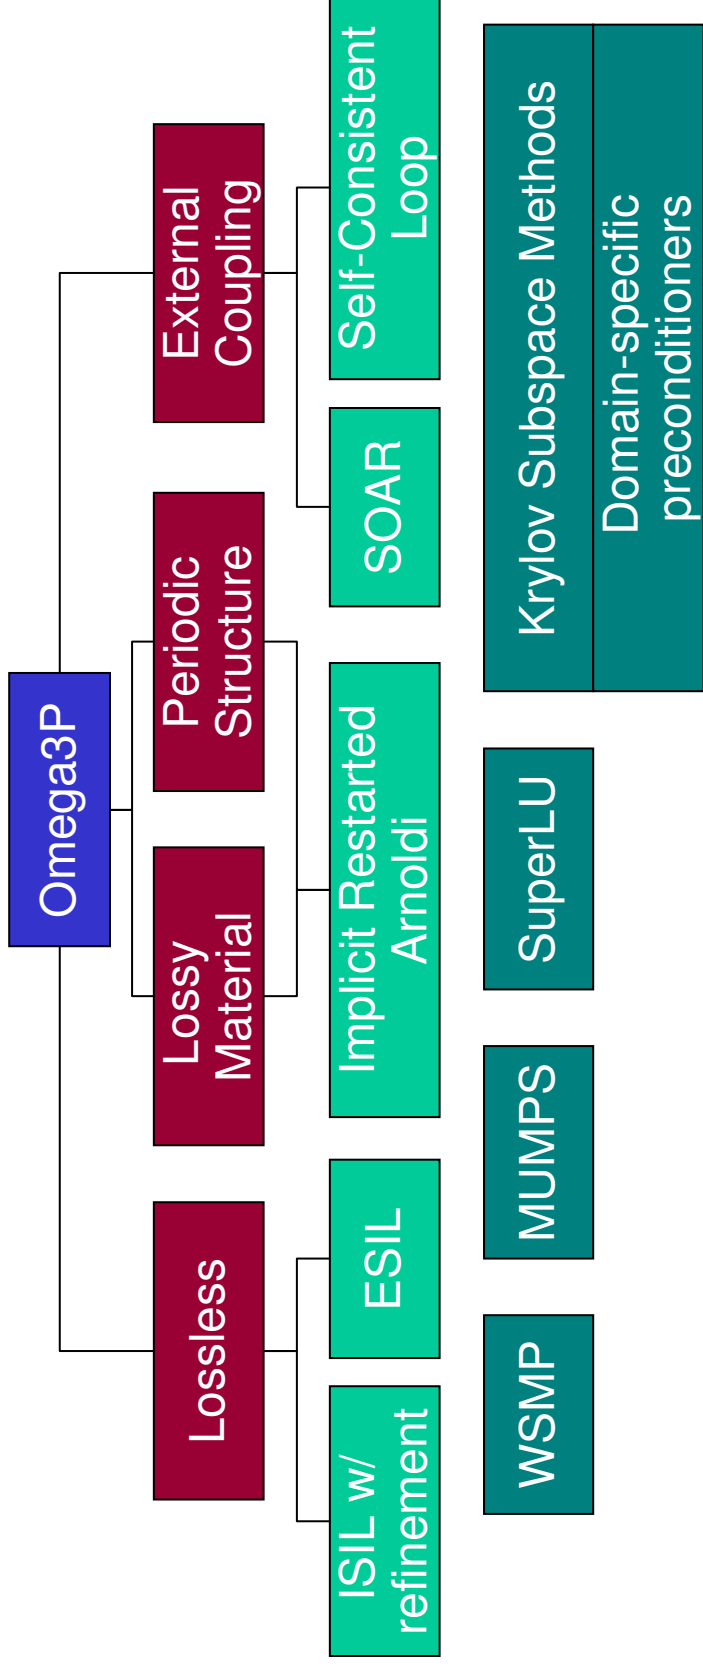 Omega3P
Lossless
Lossy
Material
Periodic
Structure
External
Coupling
ISIL w/
refinement
ESIL
Implicit Restarted
Arnoldi
SOAR
Self-Consistent
Loop
WSMP
MUMPS
SuperLU
Krylov Subspace Methods
Domain-specific
preconditioners